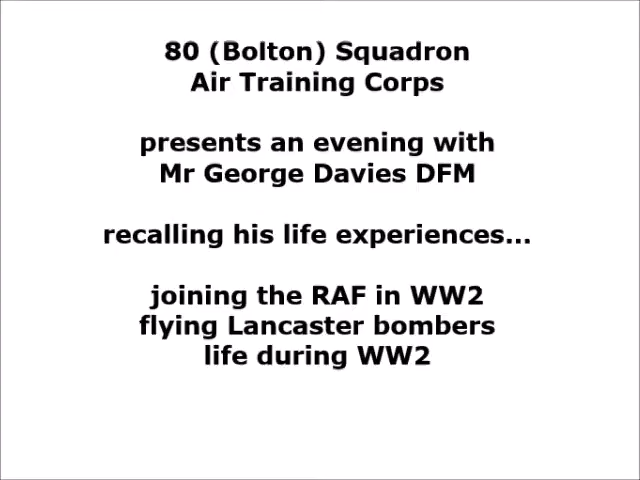 80 (Bolton) Squadron
Air Training Corps
presents an evening with
Mr George Davies DFM
recalling his life experiences...
joining the RAF in WW2
flying Lancaster bombers
life during WW2